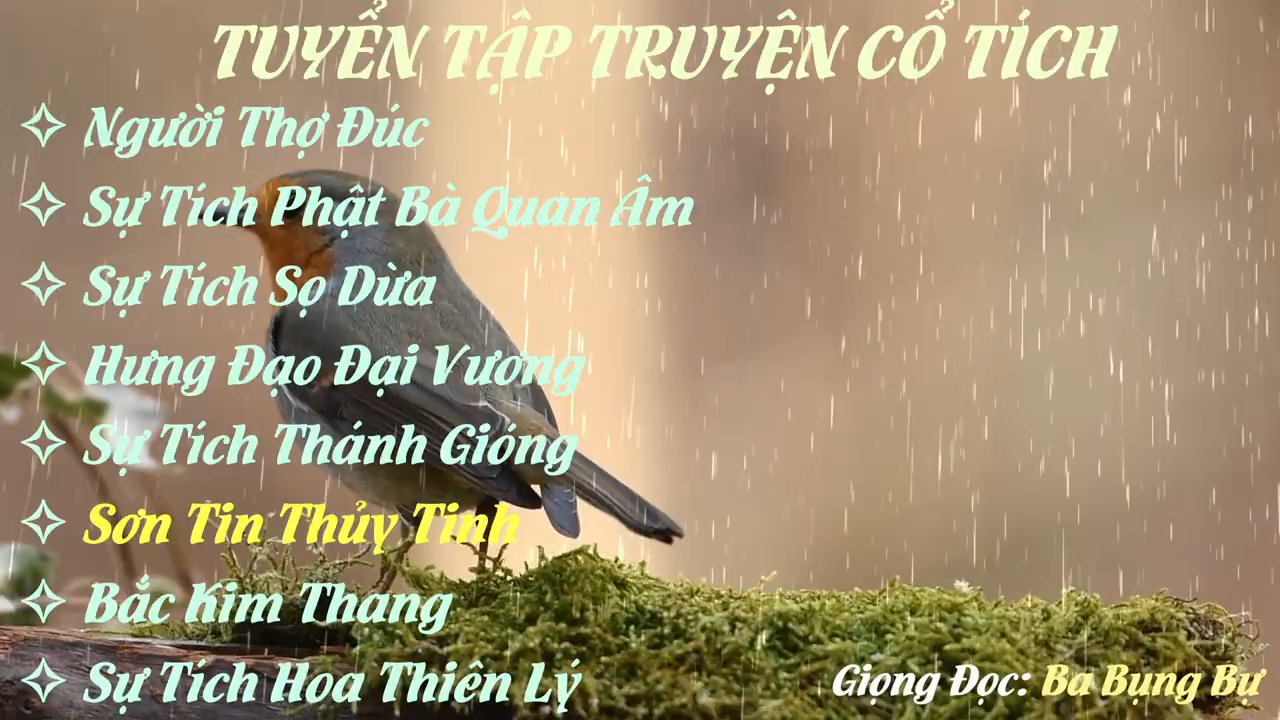 TUYỂN TẬP TRUYỆN CỔ TÍCH
Người Thợ Đúc
Sự Tích Phật Bà Quan Âm
Sự Tích Sọ Dừa
Hưng Đạo Đại Vương
Sự Tích Thánh Gióng
Sơn Tin Thủy Tinh
Bắc Kim Thang
Sự Tích Hoa Thiên Lý
Giọng Đọc: Ba Bụng Bự